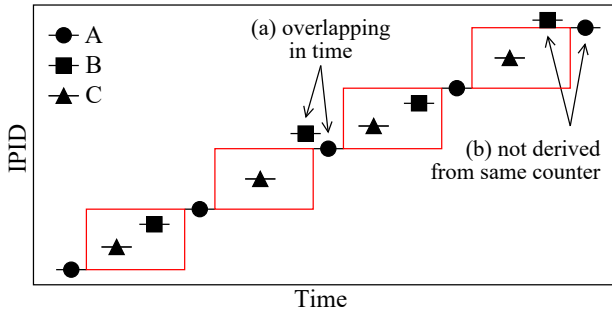 A
B
C
(a) overlapping
in time
(b) not derived
from same counter
IPID
Time